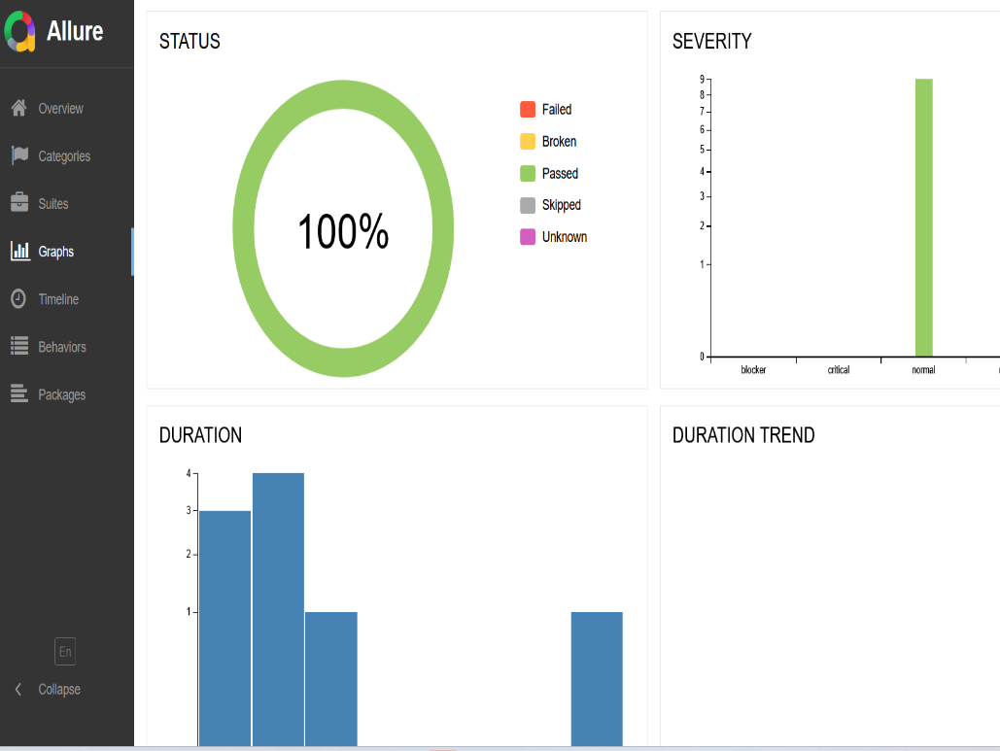 Allure
Overview
Categories
Suites
Graphs
Timeline
Behaviors
Packages
En
Collapse
STATUS
100%
Failed
Broken
Passed
Skipped
Unknown
SEVERITY
9
8
7
6
5
4
3
2
1
0
blocker critical normal
DURATION
4
3
2
1
DURATION TREND